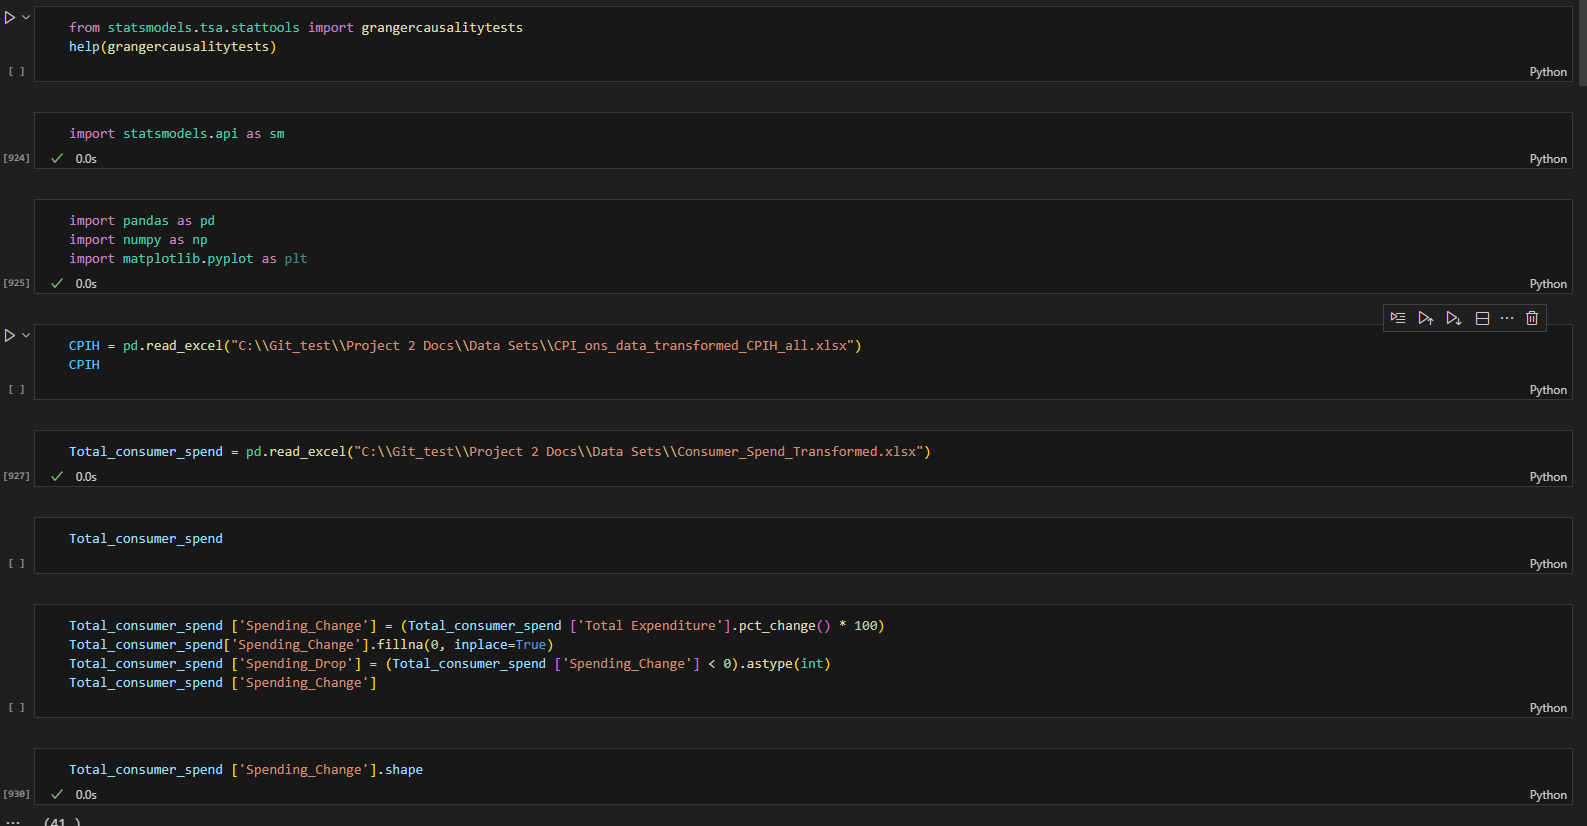 from statsmodels.tsa.stattools import grangercausalitytests
help(grangercausalitytests)
[ ]
Python
import statsmodels.api as sm
[924]
0.0s
Python
import pandas as pd
import numpy as np
import matplotlib.pyplot as plt
[925]
0.0s
Python
CPIH = pd.read_excel("C:\\Git_test\\Project 2 Docs\\Data Sets\\CPI_ons_data_transformed_CPIH_all.xlsx")
CPIH
[ ]
Python
Total_consumer_spend = pd.read_excel("C:\\Git_test\\Project 2 Docs\\Data Sets\\Consumer_Spend_Transformed.xlsx")
[927]
0.0s
Python
Total_consumer_spend
[ ]
Python
Total_consumer_spend ['Spending_Change'] = (Total_consumer_spend ['Total Expenditure'].pct_change() * 100)
Total_consumer_spend['Spending_Change'].fillna(0, inplace=True)
Total_consumer_spend ['Spending_Drop'] = (Total_consumer_spend ['Spending_Change'] < 0).astype(int)
Total_consumer_spend ['Spending_Change']
[ ]
Python
Total_consumer_spend ['Spending_Change'].shape
[930]
0.0s
Python
... (41,)